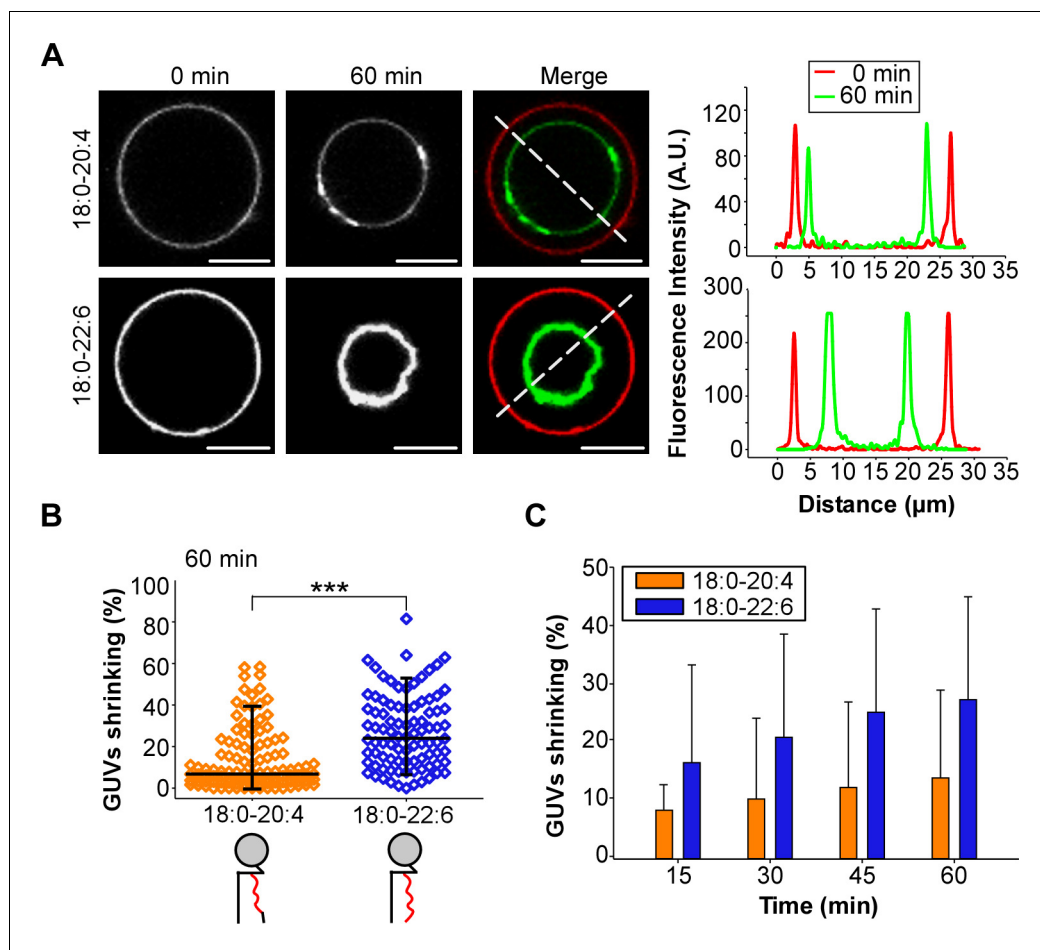 A
0 min
60 min
Merge
18:0-20:4
18:0-22:6
0 min
60 min
Fluorescence Intensity (A.U.)
120
80
40
0
0 5 10 15 20 25 30 35
300
200
100
0
0 5 10 15 20 25 30 35
Distance (µm)
B
60 min
***
GUVs shrinking (%)
100
80
60
40
20
0
18:0-20:4
18:0-22:6
C
18:0-20:4
18:0-22:6
GUVs shrinking (%)
50
40
30
20
10
0
15 30 45 60
Time (min)